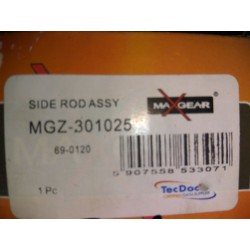 SIDE ROD ASSY
MAXGEAR
MGZ-301025
69-0120
1 Pc
5 907558 533071
TecDoc